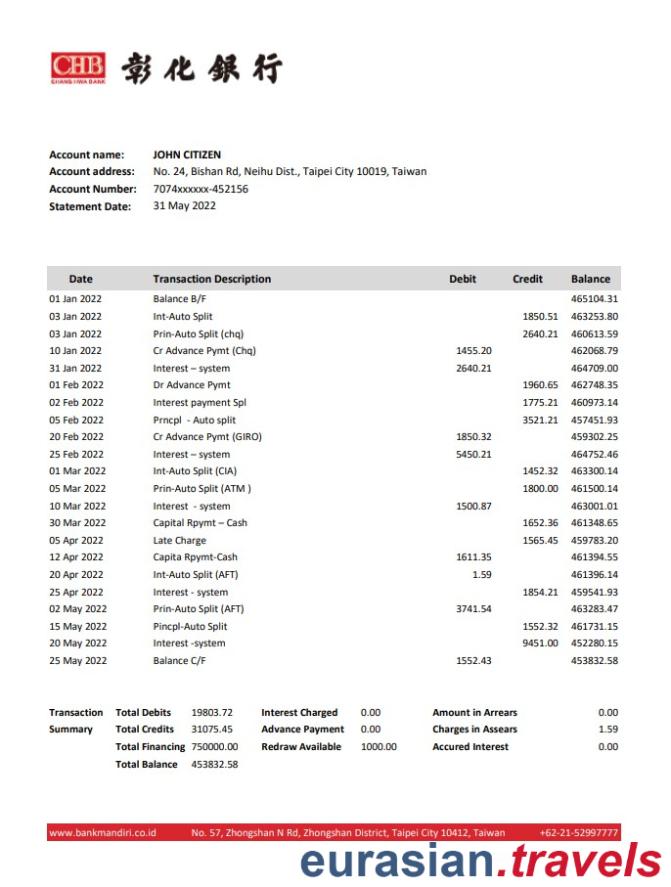 CHB
CHANG HWA BANK
彰化銀行
Account name: JOHN CITIZEN
Account address: No. 24, Bishan Rd, Neihu Dist., Taipei City 10019, Taiwan
Account Number: 7074xxxxxx-452156
Statement Date: 31 May 2022
Date Transaction Description Debit Credit Balance
01 Jan 2022 Balance B/F 465104.31
03 Jan 2022 Int-Auto Split 1850.51 463253.80
03 Jan 2022 Prin-Auto Split (chq) 2640.21 460613.59
10 Jan 2022 Cr Advance Pymt (Chq) 1455.20 462068.79
31 Jan 2022 Interest – system 2640.21 464709.00
01 Feb 2022 Dr Advance Pymt 1960.65 462748.35
02 Feb 2022 Interest payment Spl 1775.21 460973.14
05 Feb 2022 Prncpl - Auto split 3521.21 457451.93
20 Feb 2022 Cr Advance Pymt (GIRO) 1850.32 459302.25
25 Feb 2022 Interest – system 5450.21 464752.46
01 Mar 2022 Int-Auto Split (CIA) 1452.32 463300.14
05 Mar 2022 Prin-Auto Split (ATM ) 1800.00 461500.14
10 Mar 2022 Interest - system 1500.87 463001.01
30 Mar 2022 Capital Rpymt – Cash 1652.36 461348.65
05 Apr 2022 Late Charge 1565.45 459783.20
12 Apr 2022 Capita Rpymt-Cash 1611.35 461394.55
20 Apr 2022 Int-Auto Split (AFT) 1.59 461396.14
25 Apr 2022 Interest - system 1854.21 459541.93
02 May 2022 Prin-Auto Split (AFT) 3741.54 463283.47
15 May 2022 Pincpl-Auto Split 1552.32 461731.15
20 May 2022 Interest -system 9451.00 452280.15
25 May 2022 Balance C/F 1552.43 453832.58
Transaction Total Debits 19803.72 Interest Charged 0.00 Amount in Arrears 0.00
Summary Total Credits 31075.45 Advance Payment 0.00 Charges in Assears 1.59
Total Financing 750000.00 Redraw Available 1000.00 Accured Interest 0.00
Total Balance 453832.58
www.bankmandiri.co.id No. 57, Zhongshan N Rd, Zhongshan District, Taipei City 10412, Taiwan +62-21-52997777
eurasian.travels